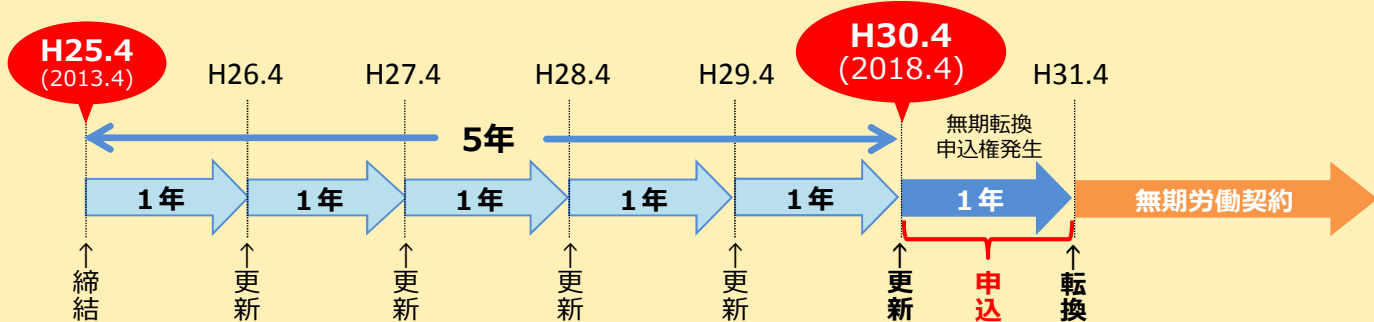 H25.4
(2013.4)
H26.4
H27.4
H28.4
H29.4
H30.4
(2018.4)
H31.4
5年
無期転換
申込権発生
1年
1年
1年
1年
1年
1年
無期労働契約
↑締結
↑更新
↑更新
↑更新
↑更新
↑更新
申込
↑転換